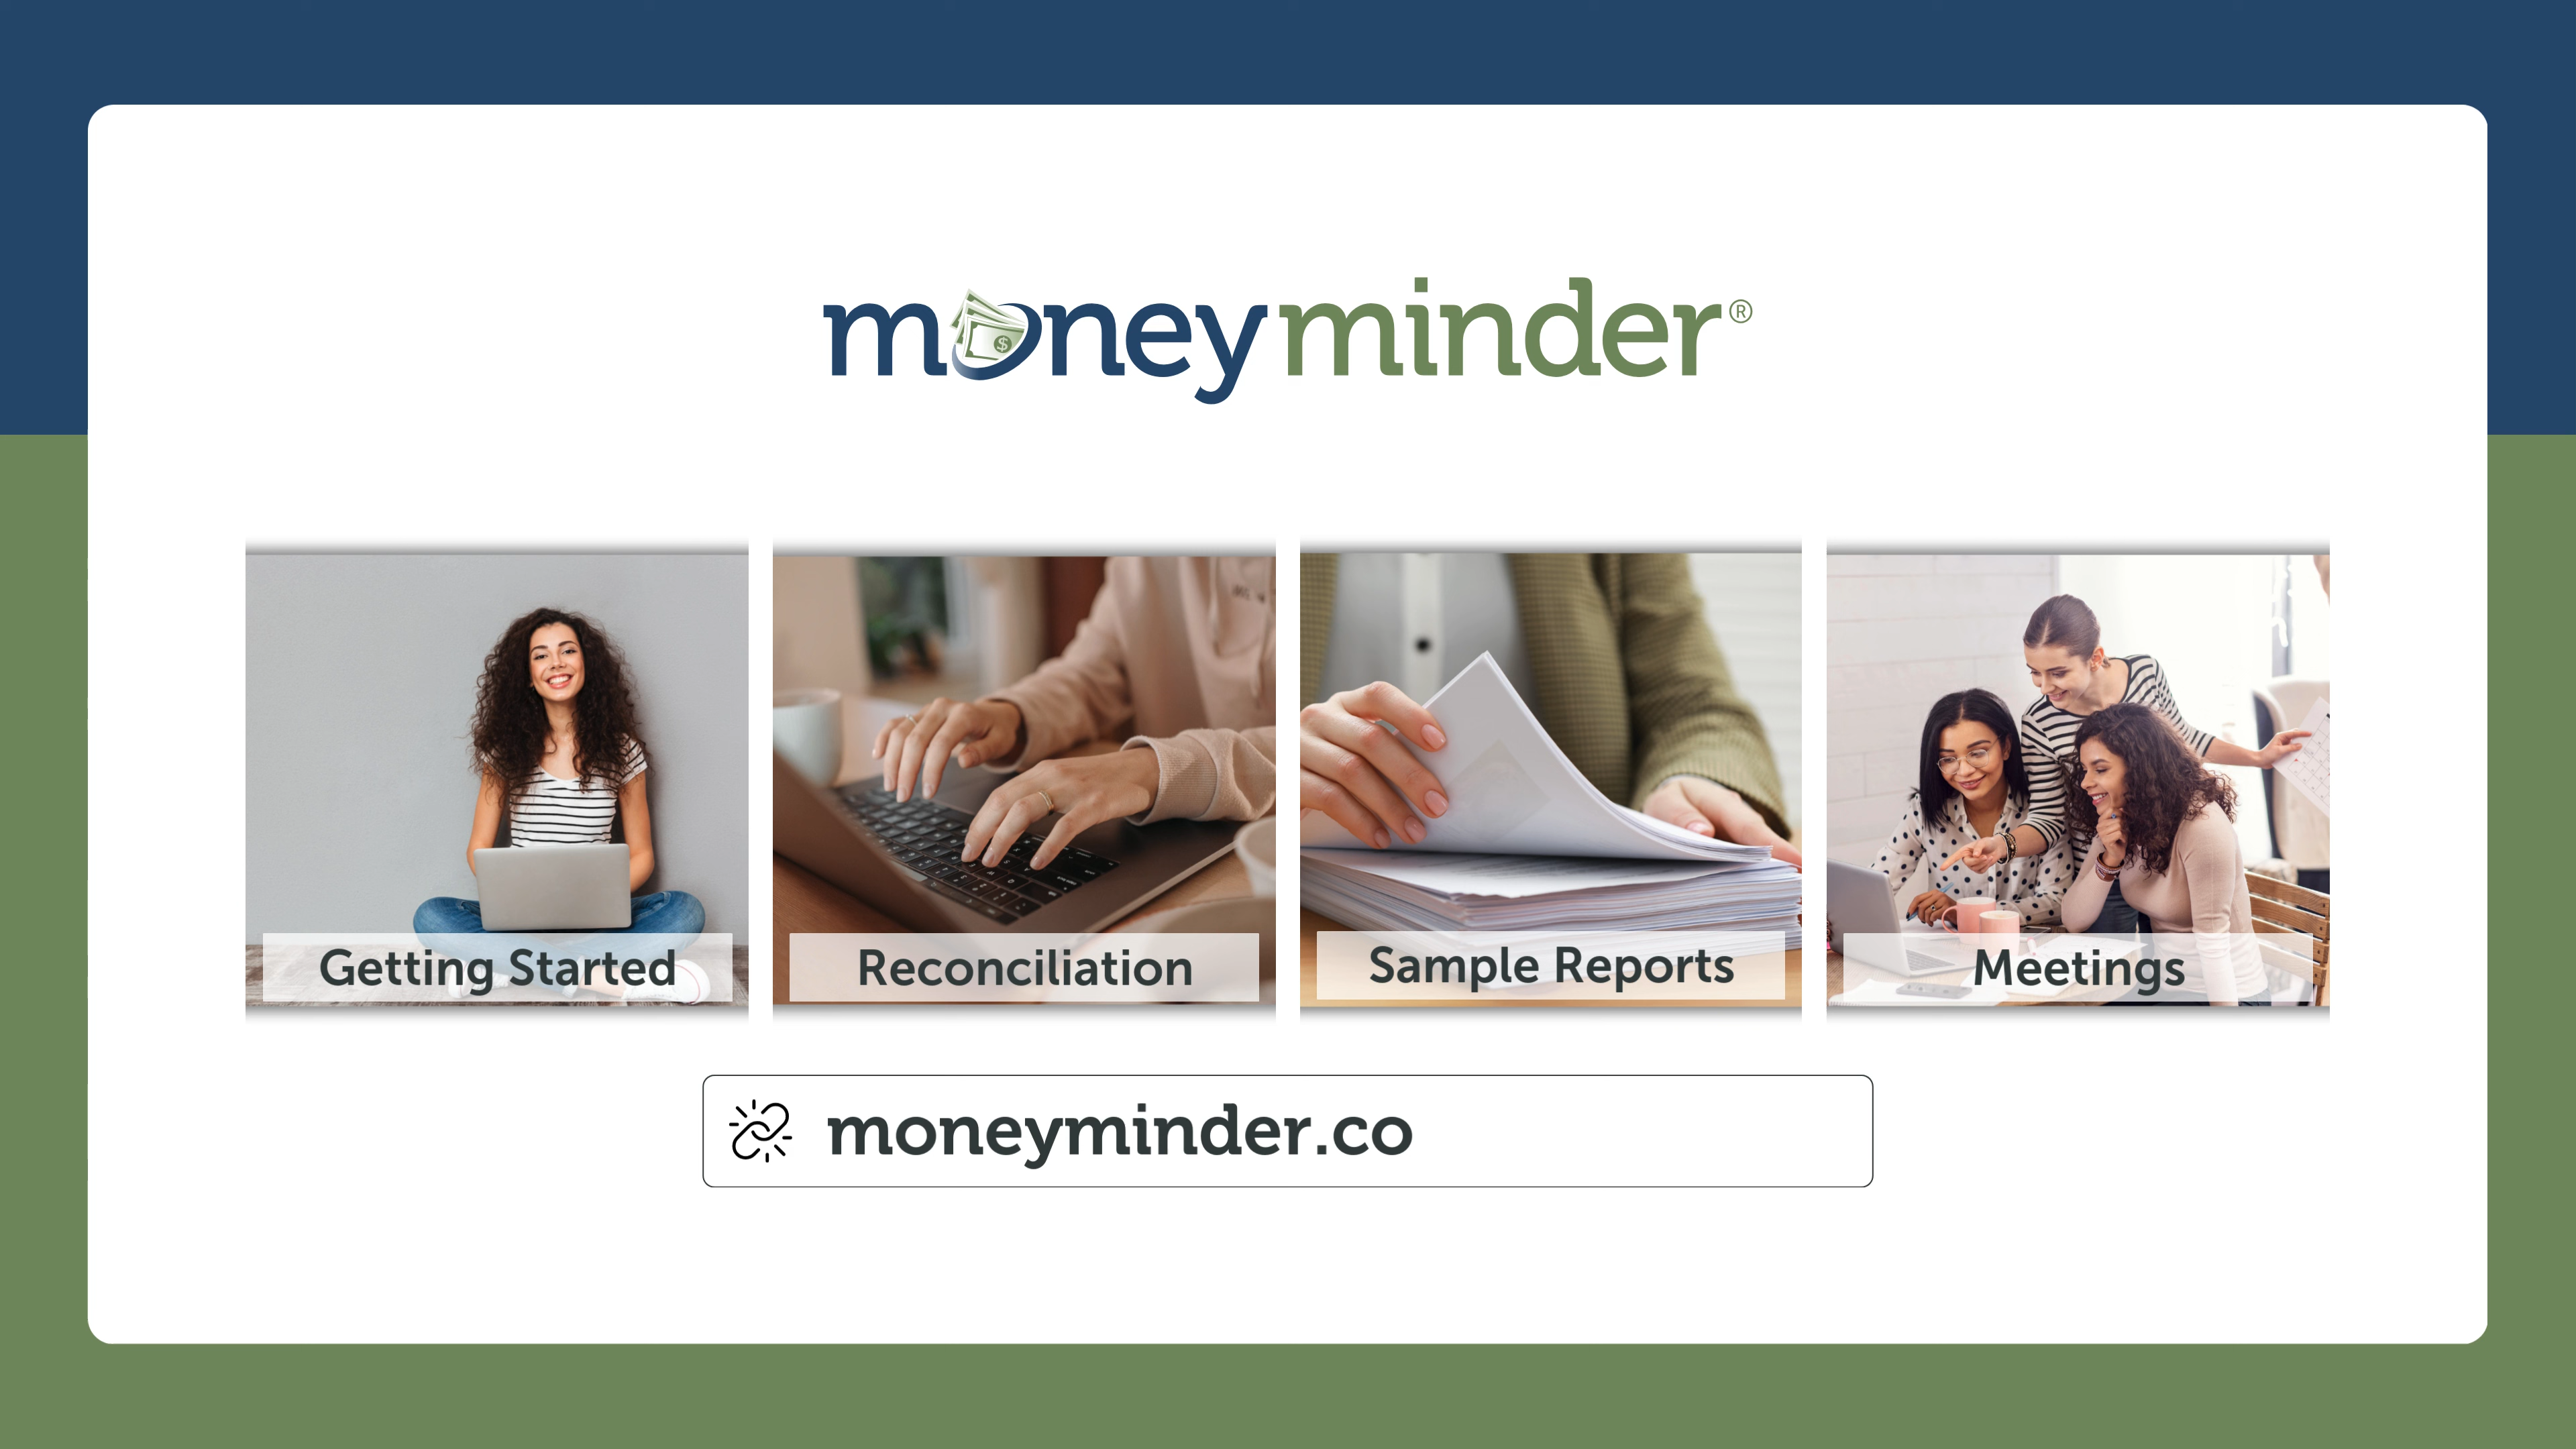 moneyminder®
Getting Started
Reconciliation
Sample Reports
Meetings
moneyminder.co